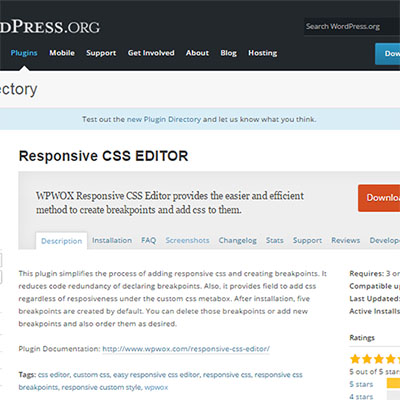 DPRESS.ORG
Search WordPress.org
Plugins Mobile Support Get Involved About Blog Hosting
Dow
ectory
Test out the new Plugin Directory and let us know what you think.
Responsive CSS EDITOR
WPWOX Responsive CSS Editor provides the easier and efficient
method to create breakpoints and add css to them.
Downloa
Description Installation FAQ Screenshots Changelog Stats Support Reviews Develope
This plugin simplifies the process of adding responsive css and creating breakpoints. It
reduces code redundancy of declaring breakpoints. Also, it provides field to add css
regardless of resposiveness under the custom css metabox. After installation, five
breakpoints are created by default. You can delete those breakpoints or add new
breakpoints and also order them as desired.
Plugin Documentation: http://www.wpwox.com/responsive-css-editor/
Tags: css editor, custom css, easy responsive css editor, responsive css, responsive css
breakpoints, responsive custom style, wpwox
Requires: 3 or
Compatible up
Last Updated:
Active Installs
Ratings
5 out of 5 stars
5 stars
4 stars